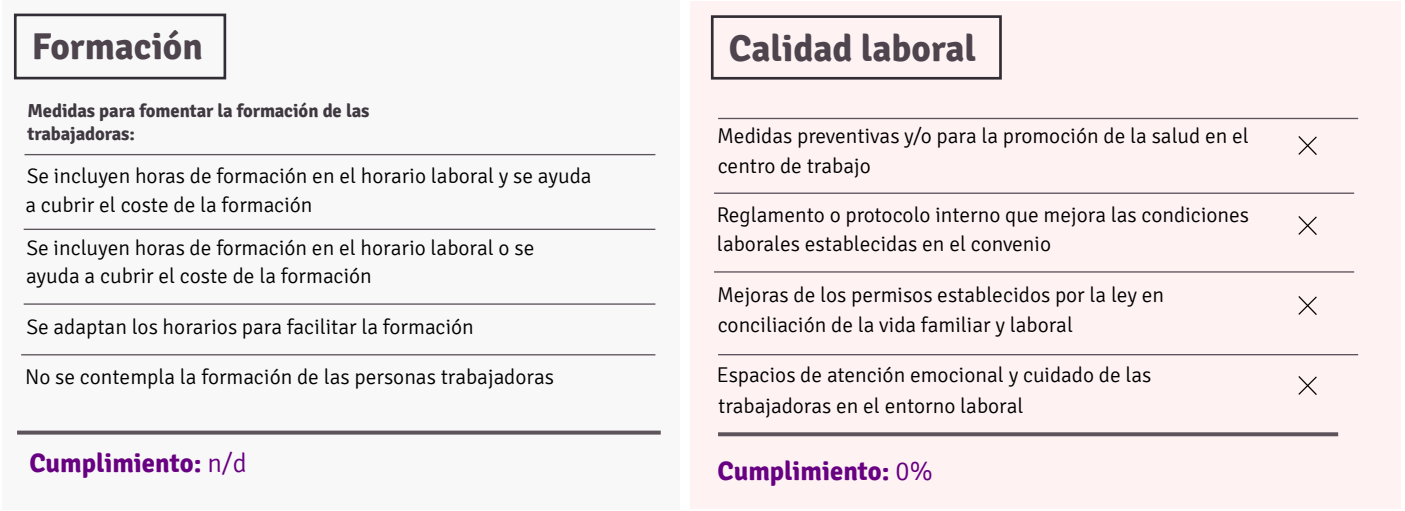 Formación
Medidas para fomentar la formación de las
trabajadoras:
Se incluyen horas de formación en el horario laboral y se ayuda
a cubrir el coste de la formación
Se incluyen horas de formación en el horario laboral o se
ayuda a cubrir el coste de la formación
Se adaptan los horarios para facilitar la formación
No se contempla la formación de las personas trabajadoras
Cumplimiento: n/d
Calidad laboral
Medidas preventivas y/o para la promoción de la salud en el
centro de trabajo
Reglamento o protocolo interno que mejora las condiciones
laborales establecidas en el convenio
Mejoras de los permisos establecidos por la ley en
conciliación de la vida familiar y laboral
Espacios de atención emocional y cuidado de las
trabajadoras en el entorno laboral
Cumplimiento: 0%